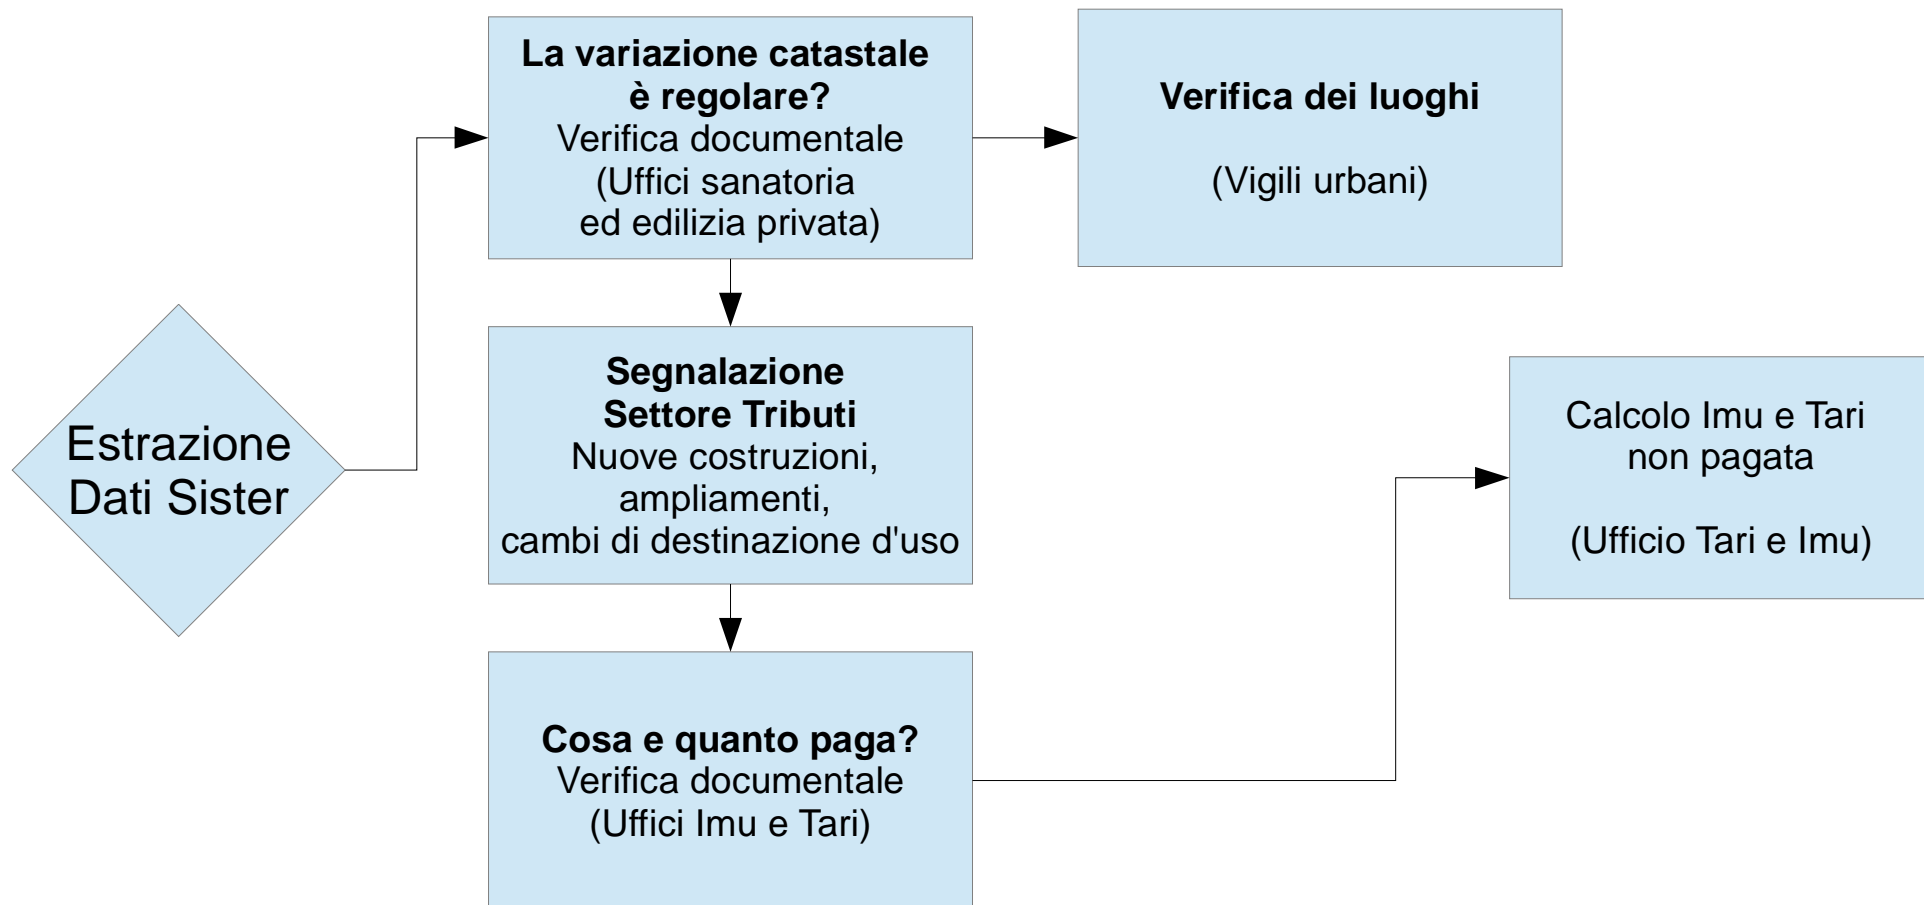 La variazione catastale
è regolare?
Verifica documentale
(Uffici sanatoria
ed edilizia privata)
Verifica dei luoghi
(Vigili urbani)
Estrazione
Dati Sister
Segnalazione
Settore Tributi
Nuove costruzioni,
ampliamenti,
cambi di destinazione d'uso
Calcolo Imu e Tari
non pagata
(Ufficio Tari e Imu)
Cosa e quanto paga?
Verifica documentale
(Uffici Imu e Tari)